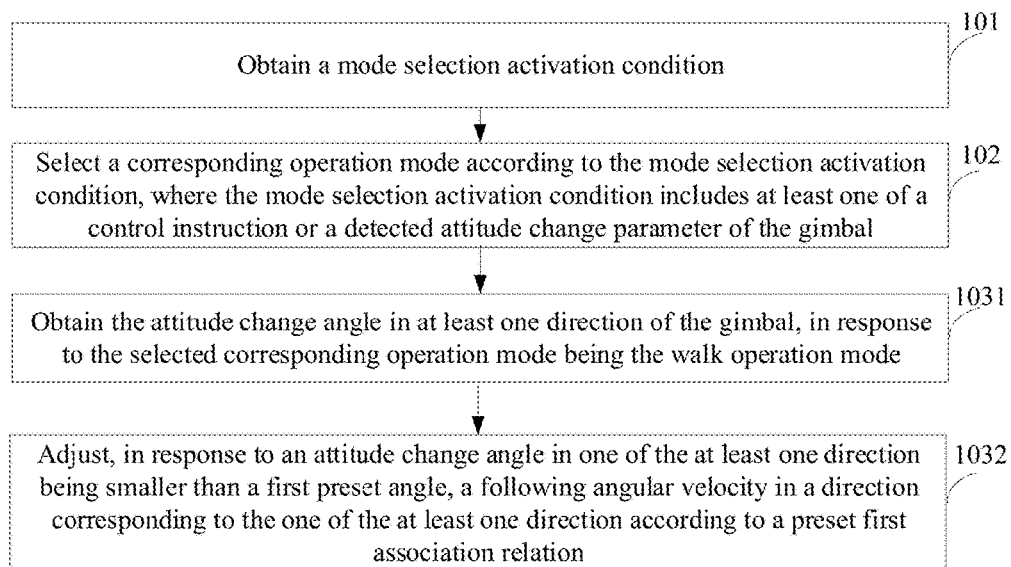 101
Obtain a mode selection activation condition
102
Select a corresponding operation mode according to the mode selection activation
condition, where the mode selection activation condition includes at least one of a
control instruction or a detected attitude change parameter of the gimbal
1031
Obtain the attitude change angle in at least one direction of the gimbal, in response
to the selected corresponding operation mode being the walk operation mode
1032
Adjust, in response to an attitude change angle in one of the at least one direction
being smaller than a first preset angle, a following angular velocity in a direction
corresponding to the one of the at least one direction according to a preset first
association relation